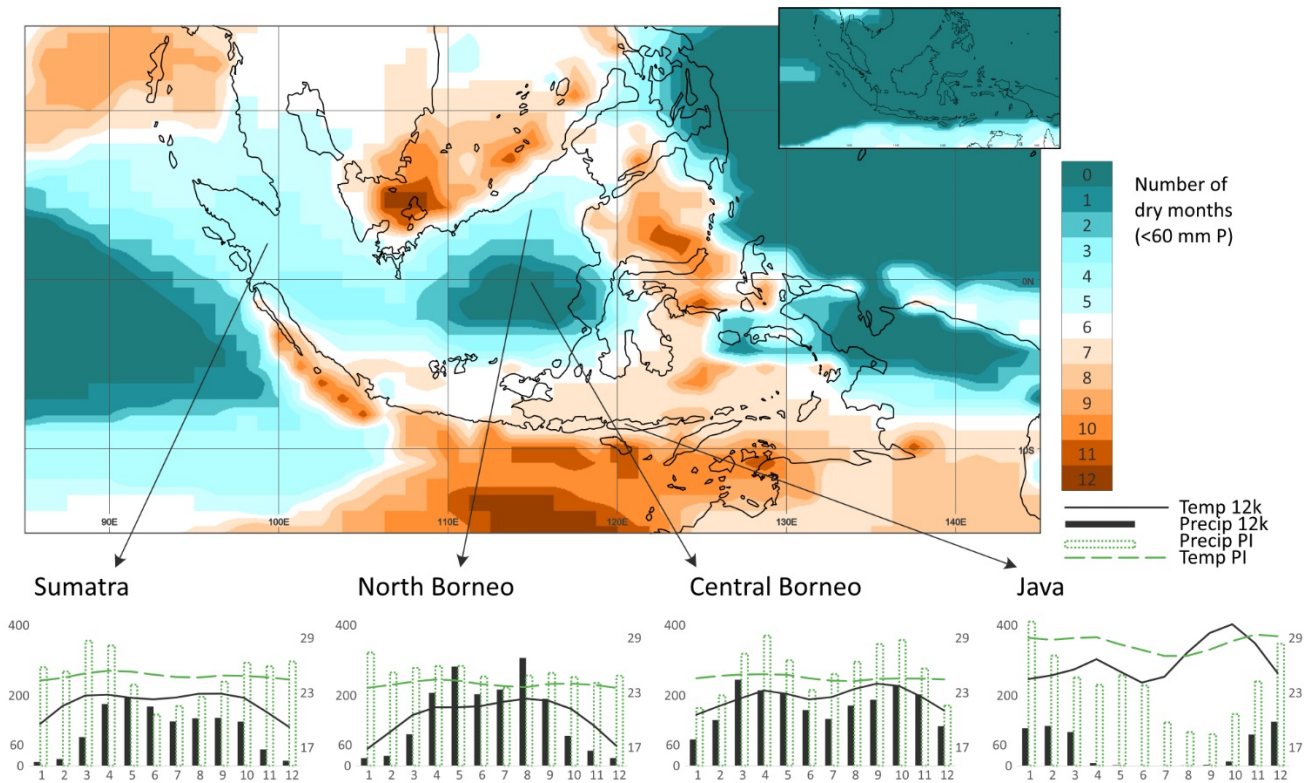 0N
10S
90E 100E 110E 120E 130E 140E
0
1
2
3
4
5
6
7
8
9
10
11
12
Number of
dry months
(<60 mm P)
Temp 12k
Precip 12k
Precip PI
Temp PI
Sumatra
North Borneo
Central Borneo
Java
400 29
200 23
60 17
0
1 2 3 4 5 6 7 8 9 10 11 12
400 29
200 23
60 17
0
1 2 3 4 5 6 7 8 9 10 11 12
400 29
200 23
60 17
0
1 2 3 4 5 6 7 8 9 10 11 12
400 29
200 23
60 17
0
1 2 3 4 5 6 7 8 9 10 11 12